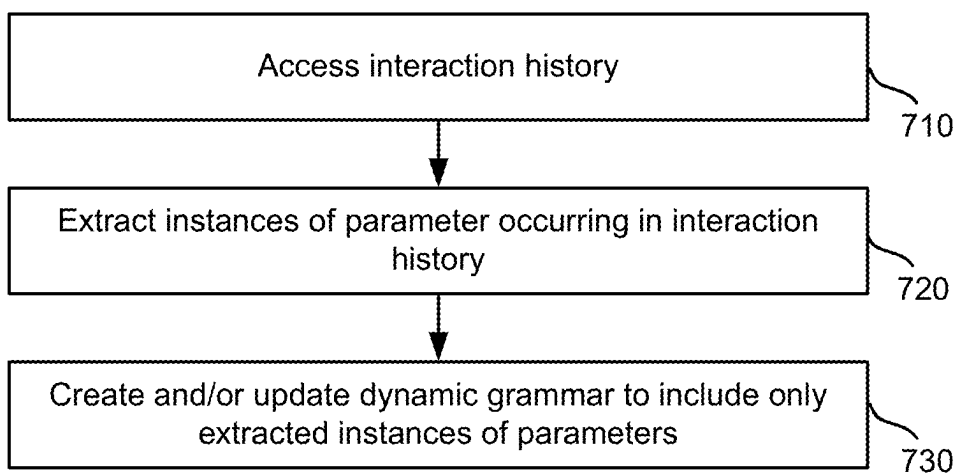 Access interaction history
710
Extract instances of parameter occurring in interaction
history
720
Create and/or update dynamic grammar to include only
extracted instances of parameters
730